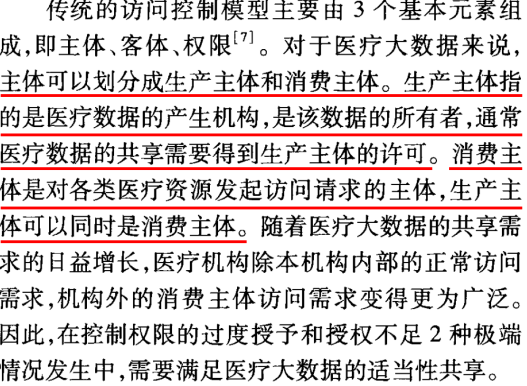 传统的访问控制模型主要由 3 个基本元素组
成,即主体、客体、权限[7]。对于医疗大数据来说,
主体可以划分成生产主体和消费主体。生产主体指
的是医疗数据的产生机构,是该数据的所有者,通常
医疗数据的共享需要得到生产主体的许可。消费主
体是对各类医疗资源发起访问请求的主体,生产主
体可以同时是消费主体。随着医疗大数据的共享需
求的日益增长,医疗机构除本机构内部的正常访问
需求,机构外的消费主体访问需求变得更为广泛。
因此,在控制权限的过度授予和授权不足 2 种极端
情况发生中,需要满足医疗大数据的适当性共享。